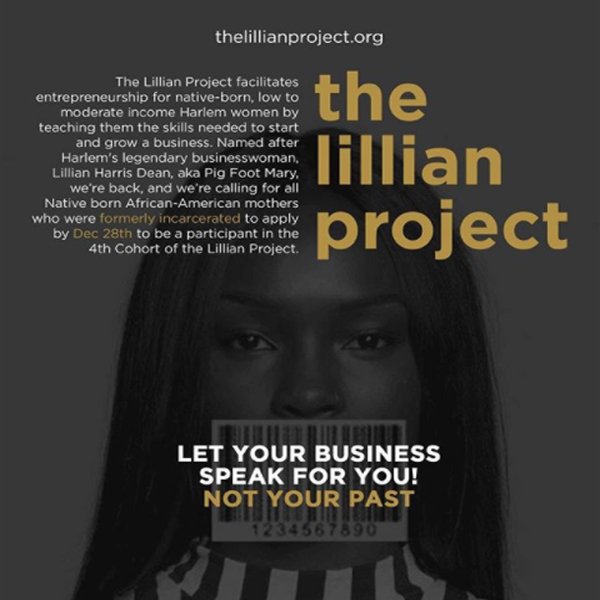 thelillianproject.org
The Lillian Project facilitates
entrepreneurship for native-born, low to
moderate income Harlem women by
teaching them the skills needed to start
and grow a business. Named after
Harlem's legendary businesswoman,
Lillian Harris Dean, aka Pig Foot Mary,
we're back, and we're calling for all
Native born African-American mothers
who were formerly incarcerated to apply
by Dec 28th to be a participant in the
4th Cohort of the Lillian Project.
the
lillian
project
LET YOUR BUSINESS
SPEAK FOR YOU!
NOT YOUR PAST
1234567890